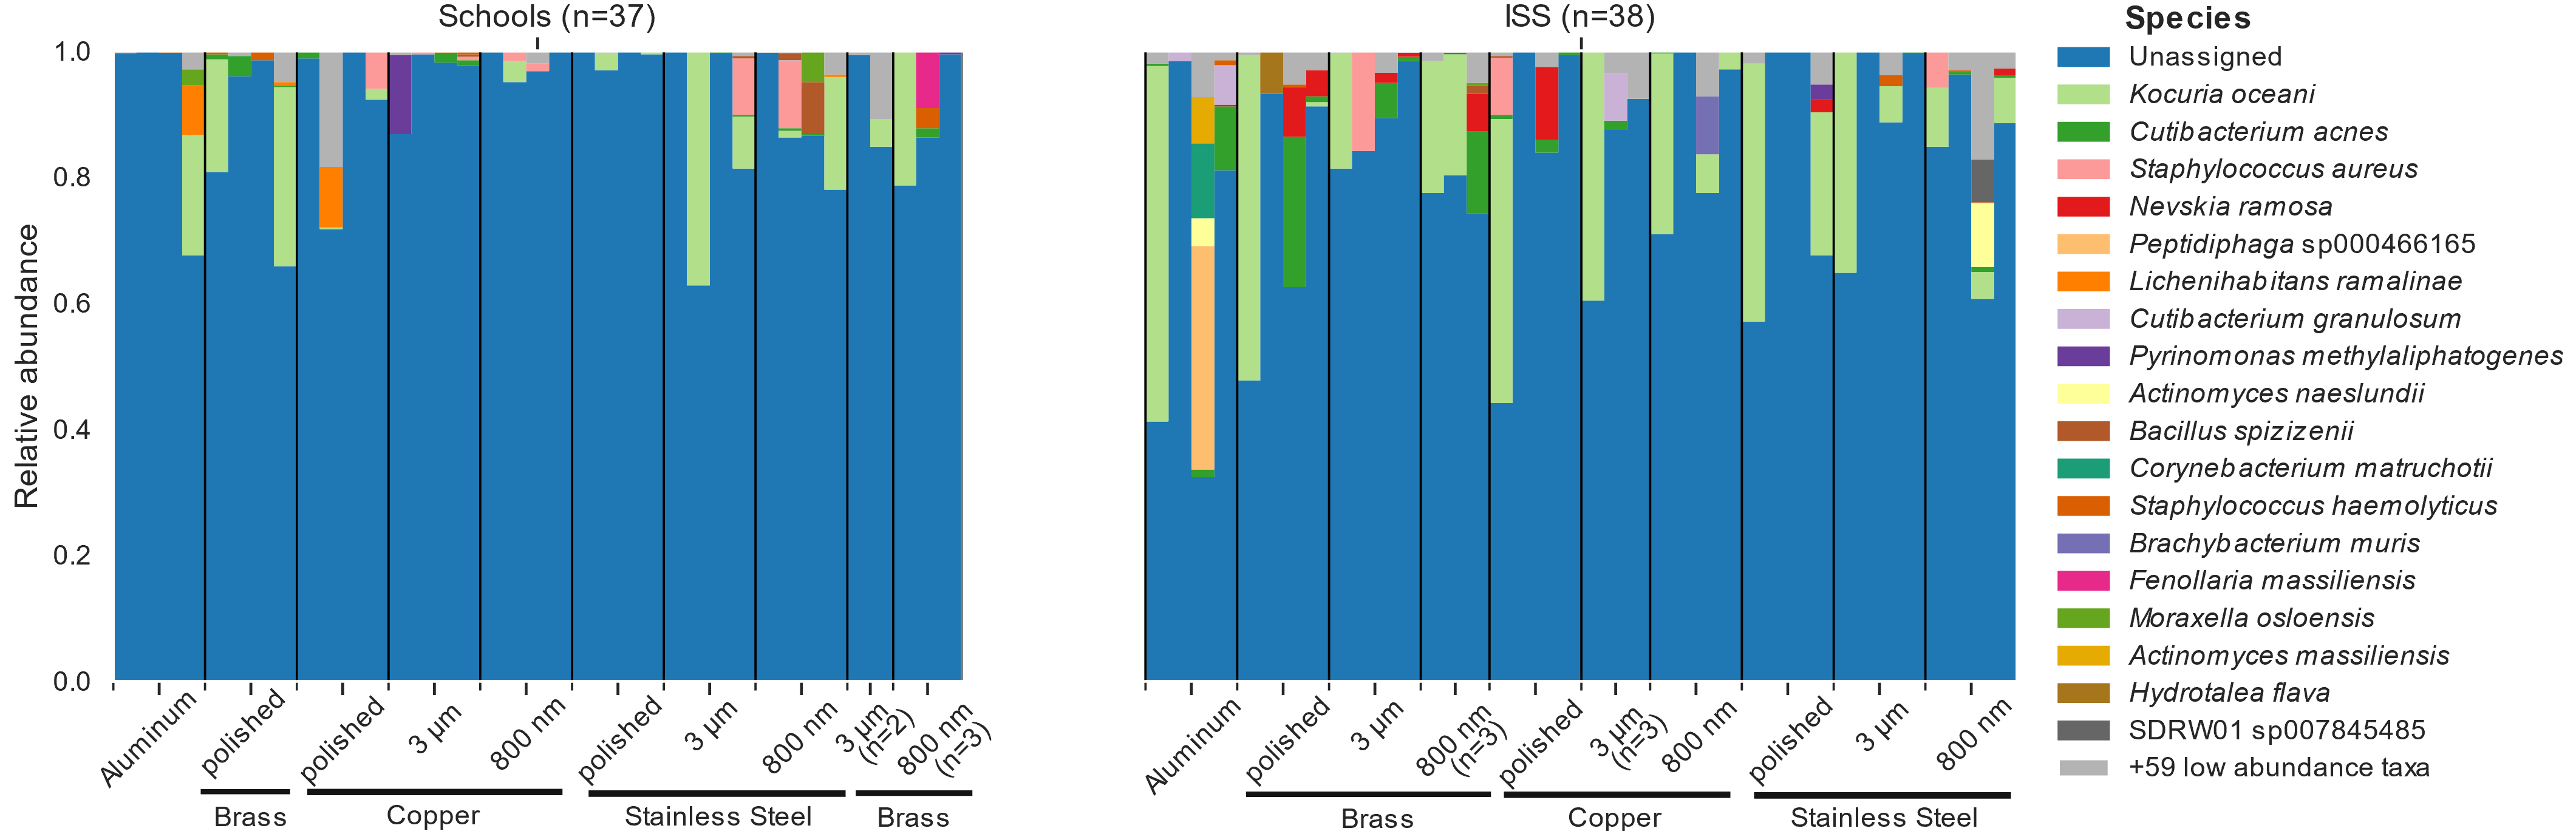 Schools (n=37)
ISS (n=38)
Relative abundance
1.0
0.8
0.6
0.4
0.2
0.0
Aluminum
polished
polished
3 µm
800 nm
polished
3 µm
800 nm
3 µm
(n=2)
800 nm
(n=3)
Brass
Copper
Stainless Steel
Brass
Aluminum
polished
3 µm
800 nm
(n=3)
polished
3 µm
(n=3)
800 nm
polished
3 µm
800 nm
Brass
Copper
Stainless Steel
Species
Unassigned
Kocuria oceani
Cutibacterium acnes
Staphylococcus aureus
Nevskia ramosa
Peptidiphaga sp000466165
Lichenihabitans ramalinae
Cutibacterium granulosum
Pyrinomonas methylaliphatogenes
Actinomyces naeslundii
Bacillus spizizenii
Corynebacterium matruchotii
Staphylococcus haemolyticus
Brachybacterium muris
Fenollaria massiliensis
Moraxella osloensis
Actinomyces massiliensis
Hydrotalea flava
SDRW01 sp007845485
+59 low abundance taxa